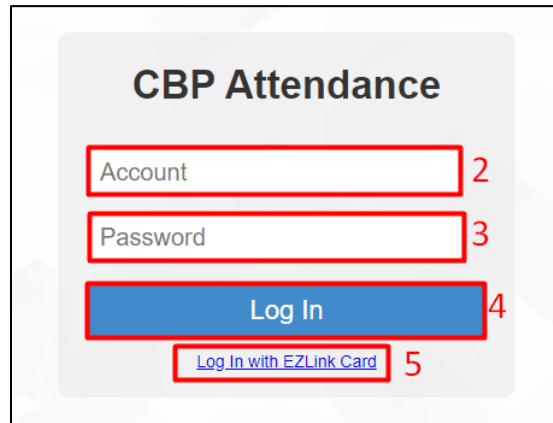 CBP Attendance
Account 2
Password 3
Log In 4
Log In with EZLink Card 5